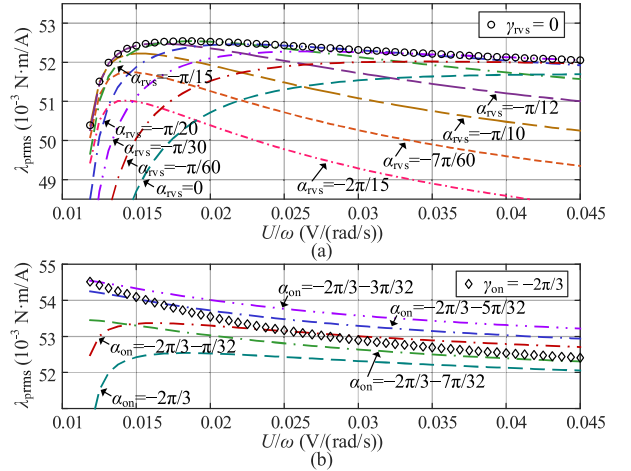 53
52
51
50
49
λprms (10⁻³ N·m/A)
γrvs = 0
αrvs=−π/15
αrvs=−π/20
αrvs=−π/30
αrvs=−π/60
αrvs=0
αrvs=−π/12
αrvs=−π/10
αrvs=−7π/60
αrvs=−2π/15
0.01 0.015 0.02 0.025 0.03 0.035 0.04 0.045
U/ω (V/(rad/s))
(a)
55
54
53
52
λprms (10⁻³ N·m/A)
γon = −2π/3
αon=−2π/3−3π/32
αon=−2π/3−5π/32
αon=−2π/3−π/32
αon=−2π/3−7π/32
αon=−2π/3
0.01 0.015 0.02 0.025 0.03 0.035 0.04 0.045
U/ω (V/(rad/s))
(b)